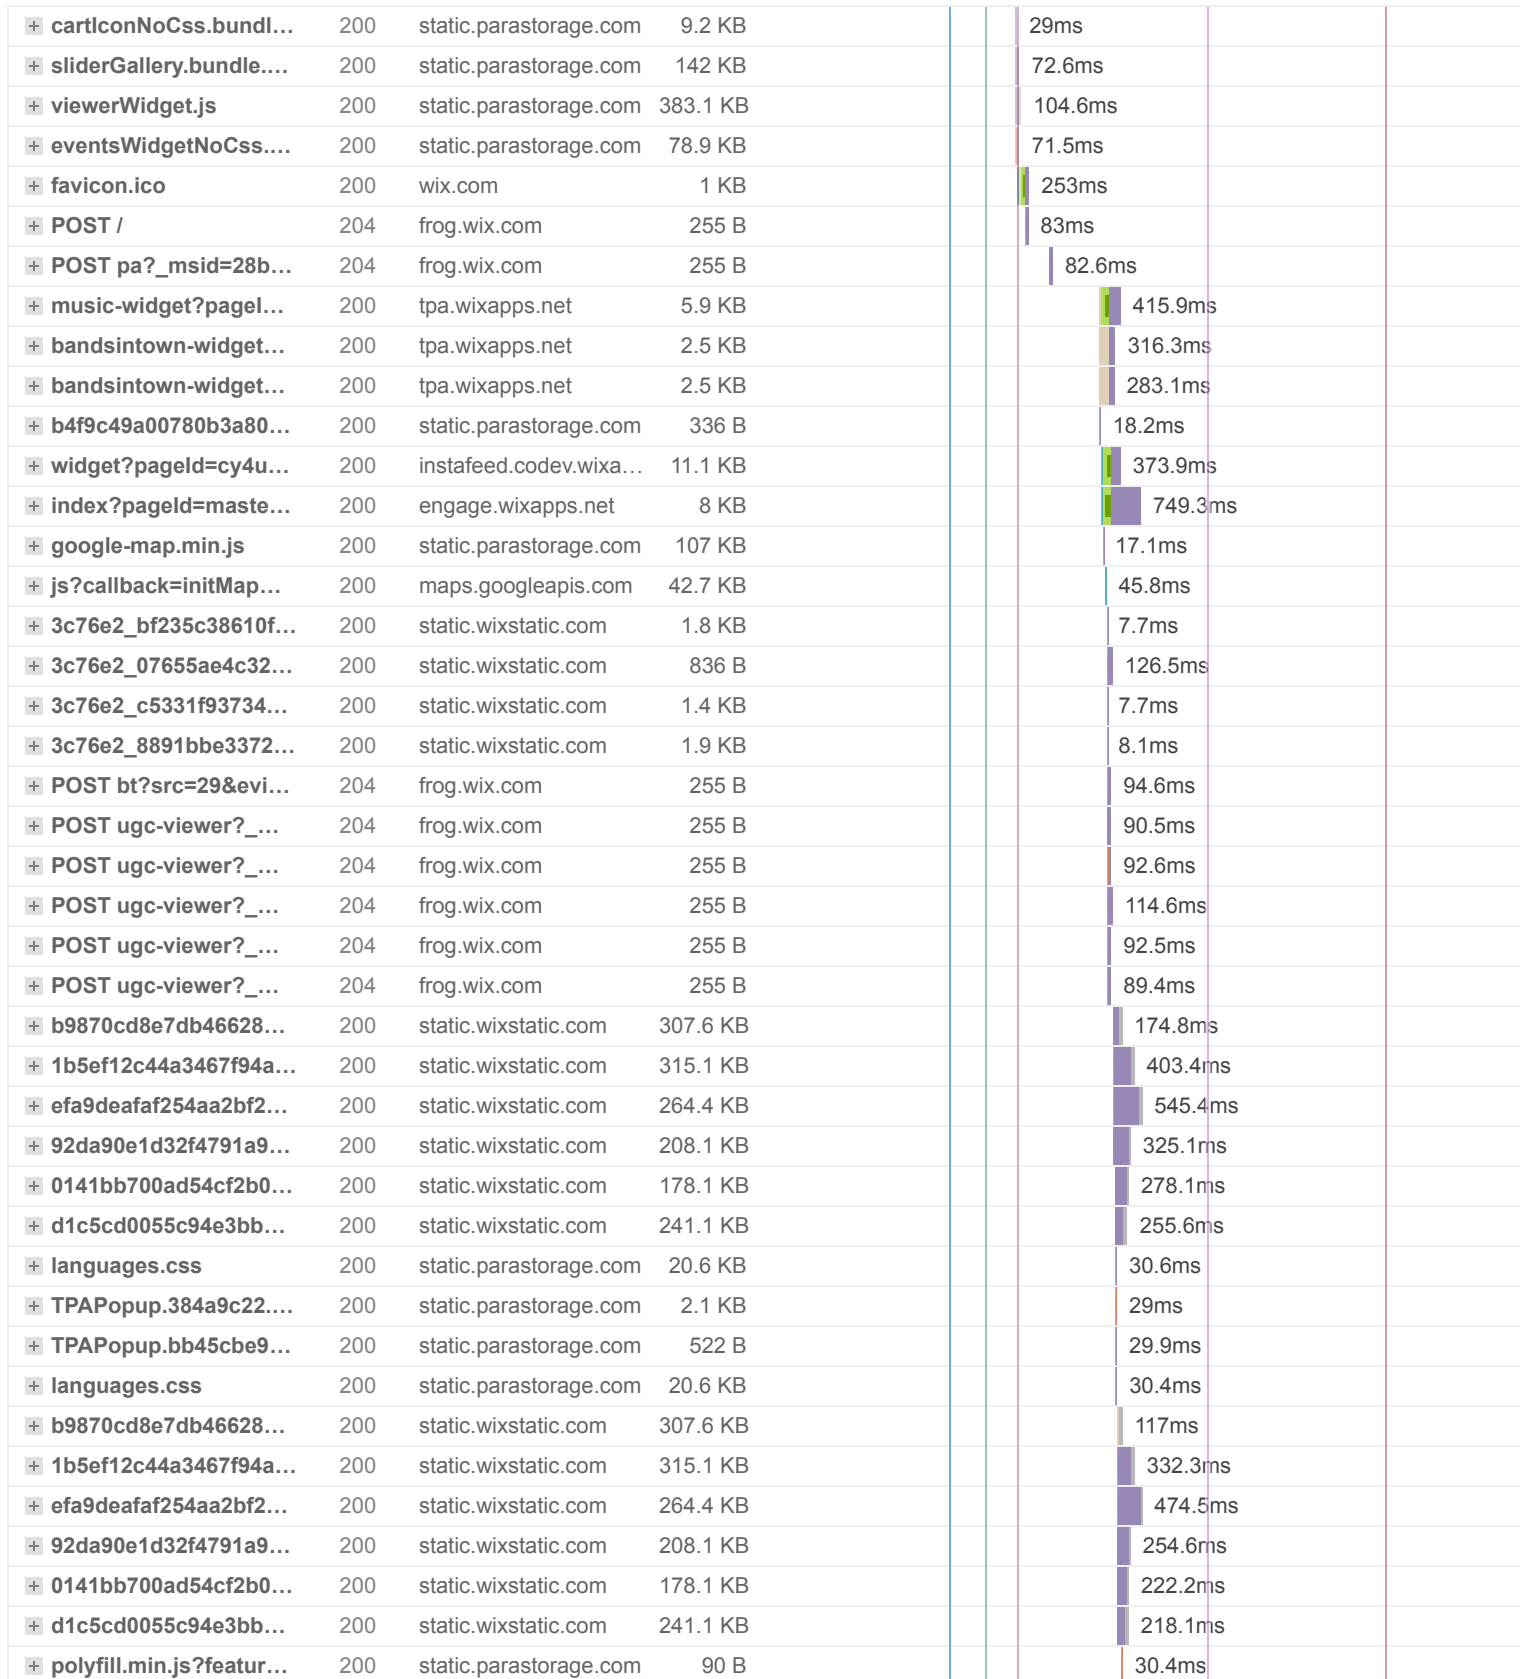 cartIconNoCss.bundl… 200 static.parastorage.com 9.2 KB 29ms
sliderGallery.bundle.… 200 static.parastorage.com 142 KB 72.6ms
viewerWidget.js 200 static.parastorage.com 383.1 KB 104.6ms
eventsWidgetNoCss.… 200 static.parastorage.com 78.9 KB 71.5ms
favicon.ico 200 wix.com 1 KB 253ms
POST / 204 frog.wix.com 255 B 83ms
POST pa?_msid=28b… 204 frog.wix.com 255 B 82.6ms
music-widget?pageI… 200 tpa.wixapps.net 5.9 KB 415.9ms
bandsintown-widget… 200 tpa.wixapps.net 2.5 KB 316.3ms
bandsintown-widget… 200 tpa.wixapps.net 2.5 KB 283.1ms
b4f9c49a00780b3a80… 200 static.parastorage.com 336 B 18.2ms
widget?pageId=cy4u… 200 instafeed.codev.wixa… 11.1 KB 373.9ms
index?pageId=maste… 200 engage.wixapps.net 8 KB 749.3ms
google-map.min.js 200 static.parastorage.com 107 KB 17.1ms
js?callback=initMap… 200 maps.googleapis.com 42.7 KB 45.8ms
3c76e2_bf235c38610f… 200 static.wixstatic.com 1.8 KB 7.7ms
3c76e2_07655ae4c32… 200 static.wixstatic.com 836 B 126.5ms
3c76e2_c5331f93734… 200 static.wixstatic.com 1.4 KB 7.7ms
3c76e2_8891bbe3372… 200 static.wixstatic.com 1.9 KB 8.1ms
POST bt?src=29&evi… 204 frog.wix.com 255 B 94.6ms
POST ugc-viewer?_… 204 frog.wix.com 255 B 90.5ms
POST ugc-viewer?_… 204 frog.wix.com 255 B 92.6ms
POST ugc-viewer?_… 204 frog.wix.com 255 B 114.6ms
POST ugc-viewer?_… 204 frog.wix.com 255 B 92.5ms
POST ugc-viewer?_… 204 frog.wix.com 255 B 89.4ms
b9870cd8e7db46628… 200 static.wixstatic.com 307.6 KB 174.8ms
1b5ef12c44a3467f94a… 200 static.wixstatic.com 315.1 KB 403.4ms
efa9deafaf254aa2bf2… 200 static.wixstatic.com 264.4 KB 545.4ms
92da90e1d32f4791a9… 200 static.wixstatic.com 208.1 KB 325.1ms
0141bb700ad54cf2b0… 200 static.wixstatic.com 178.1 KB 278.1ms
d1c5cd0055c94e3bb… 200 static.wixstatic.com 241.1 KB 255.6ms
languages.css 200 static.parastorage.com 20.6 KB 30.6ms
TPAPopup.384a9c22.… 200 static.parastorage.com 2.1 KB 29ms
TPAPopup.bb45cbe9… 200 static.parastorage.com 522 B 29.9ms
languages.css 200 static.parastorage.com 20.6 KB 30.4ms
b9870cd8e7db46628… 200 static.wixstatic.com 307.6 KB 117ms
1b5ef12c44a3467f94a… 200 static.wixstatic.com 315.1 KB 332.3ms
efa9deafaf254aa2bf2… 200 static.wixstatic.com 264.4 KB 474.5ms
92da90e1d32f4791a9… 200 static.wixstatic.com 208.1 KB 254.6ms
0141bb700ad54cf2b0… 200 static.wixstatic.com 178.1 KB 222.2ms
d1c5cd0055c94e3bb… 200 static.wixstatic.com 241.1 KB 218.1ms
polyfill.min.js?featur… 200 static.parastorage.com 90 B 30.4ms